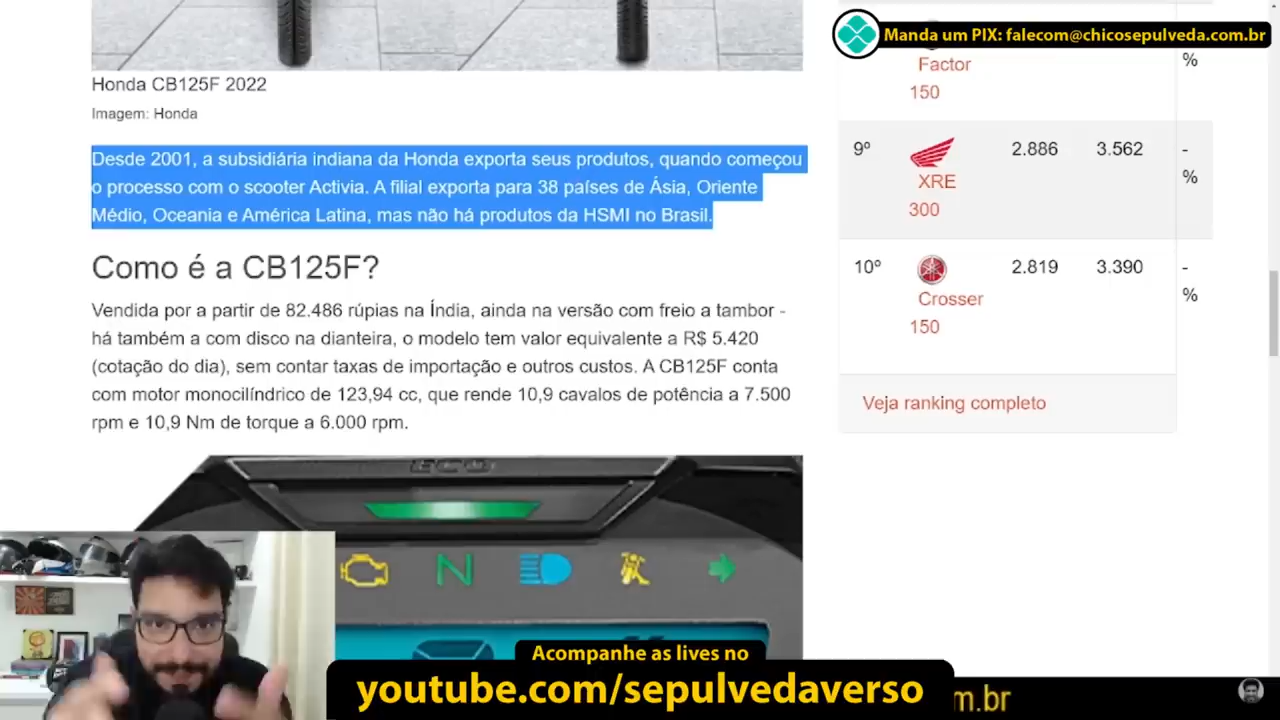 Manda um PIX: falecom@chicosepulveda.com.br
Honda CB125F 2022
Imagem: Honda
Desde 2001, a subsidiária indiana da Honda exporta seus produtos, quando começou
o processo com o scooter Activia. A filial exporta para 38 países de Ásia, Oriente
Médio, Oceania e América Latina, mas não há produtos da HSMI no Brasil.
Como é a CB125F?
Vendida por a partir de 82.486 rúpias na Índia, ainda na versão com freio a tambor -
há também a com disco na dianteira, o modelo tem valor equivalente a R$ 5.420
(cotação do dia), sem contar taxas de importação e outros custos. A CB125F conta
com motor monocilíndrico de 123,94 cc, que rende 10,9 cavalos de potência a 7.500
rpm e 10,9 Nm de torque a 6.000 rpm.
ECO
N
Factor
150
%
9º
XRE
300
2.886
3.562
-
%
10º
Crosser
150
2.819
3.390
-
%
Veja ranking completo
Acompanhe as lives no
youtube.com/sepulvedaverso
m.br